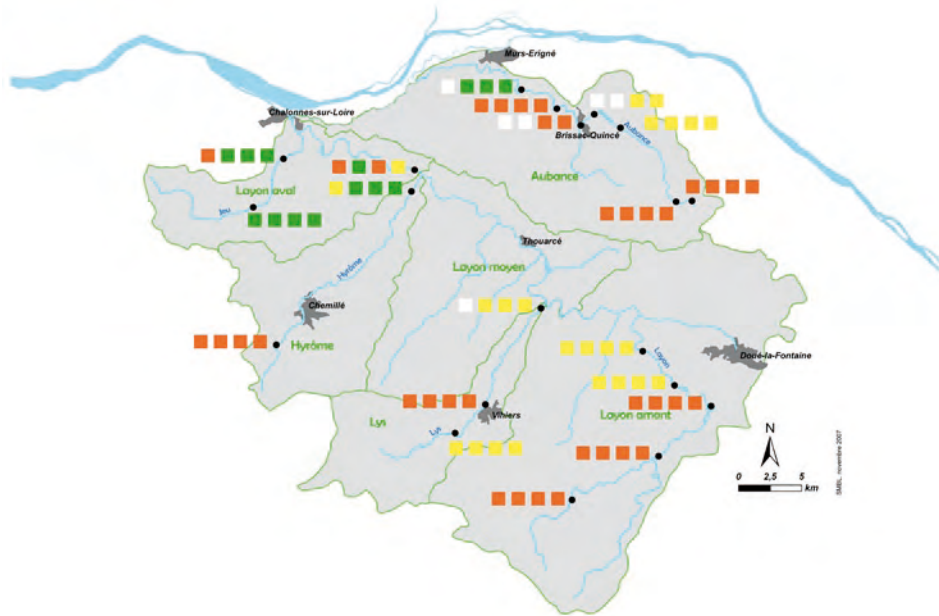 Murs-Erigné
Chalonnes-sur-Loire
Aubance
Brissac-Quincé
Layon aval
Aubance
Jeu
Thouarcé
Hyrôme
Layon moyen
Chemillé
Hyrôme
Layon
Doué-la-Fontaine
Layon amont
Lys
Vihiers
Lys
N
0 2,5 5
km
SMBL, novembre 2007